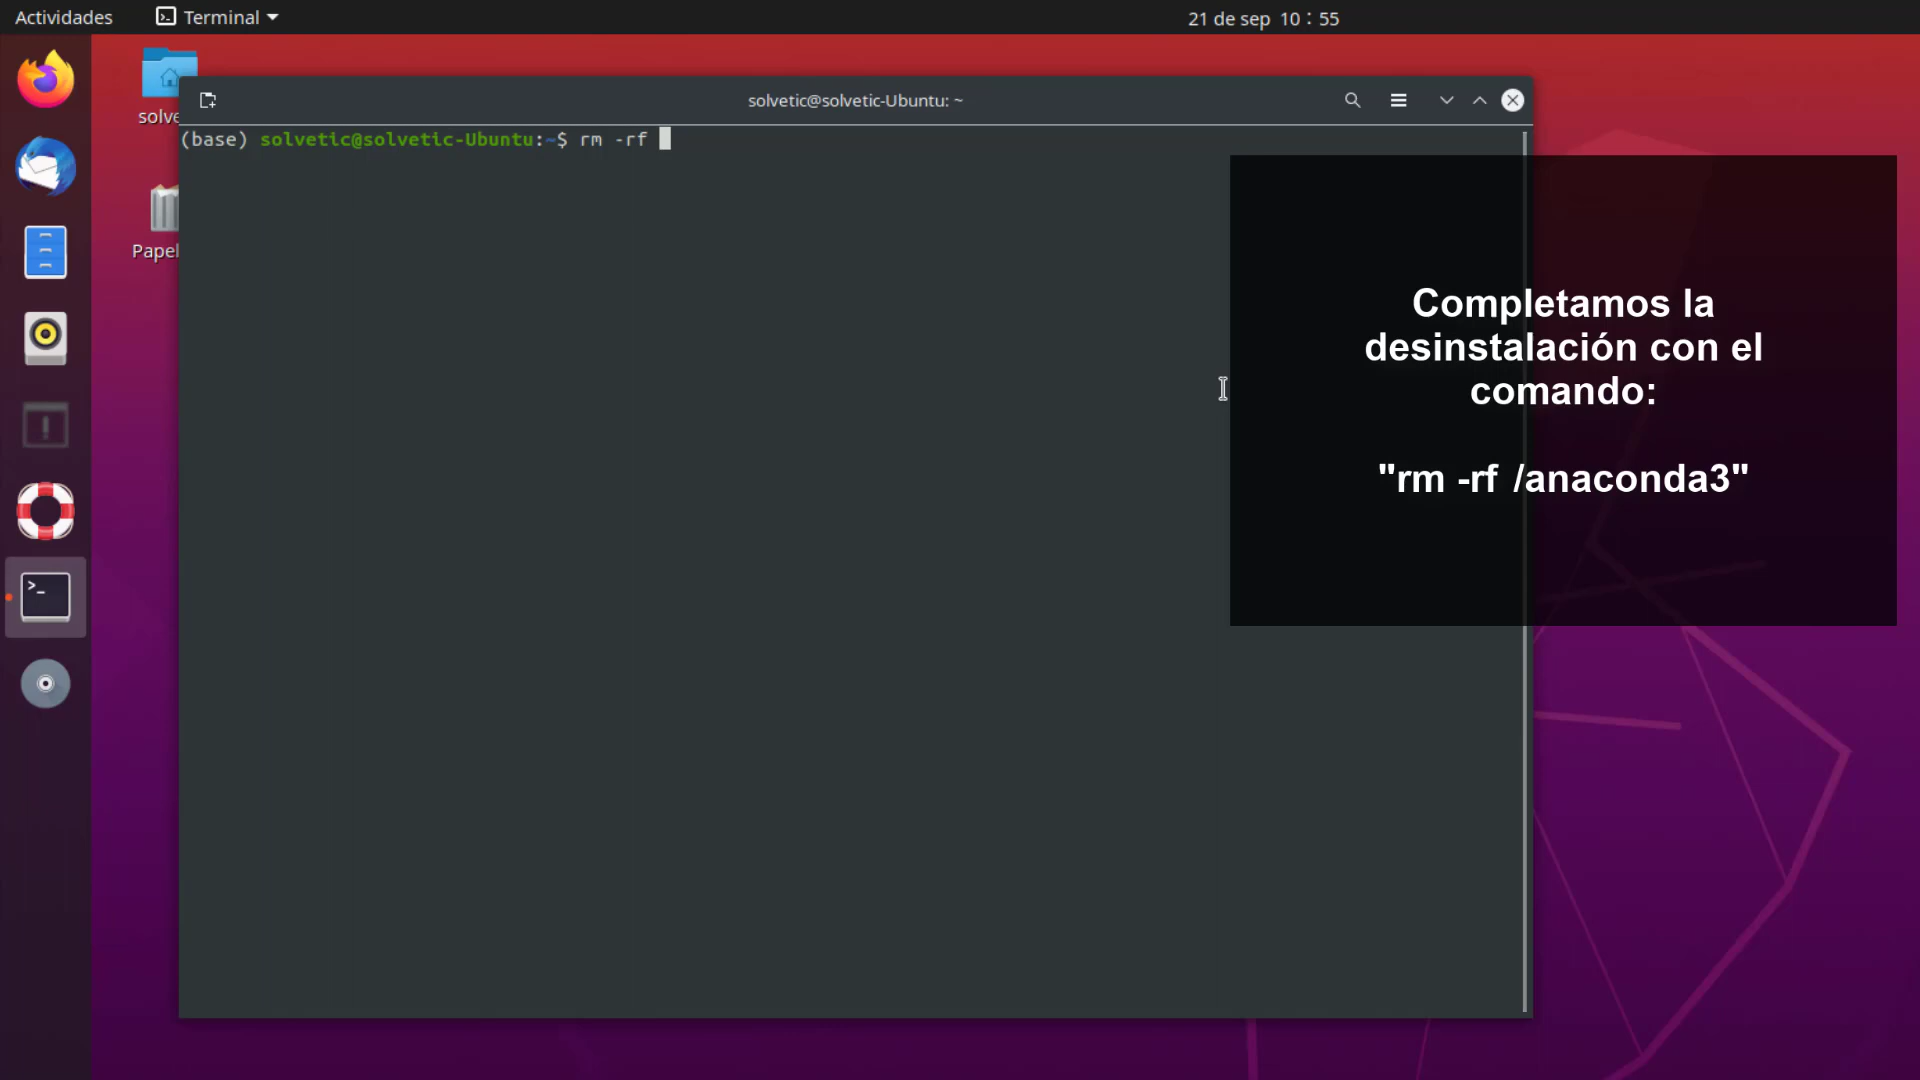 Actividades
Terminal
21 de sep 10:55
solve
Papel
solvetic@solvetic-Ubuntu: ~
(base) solvetic@solvetic-Ubuntu:~$ rm -rf
Completamos la
desinstalación con el
comando:
"rm -rf /anaconda3"